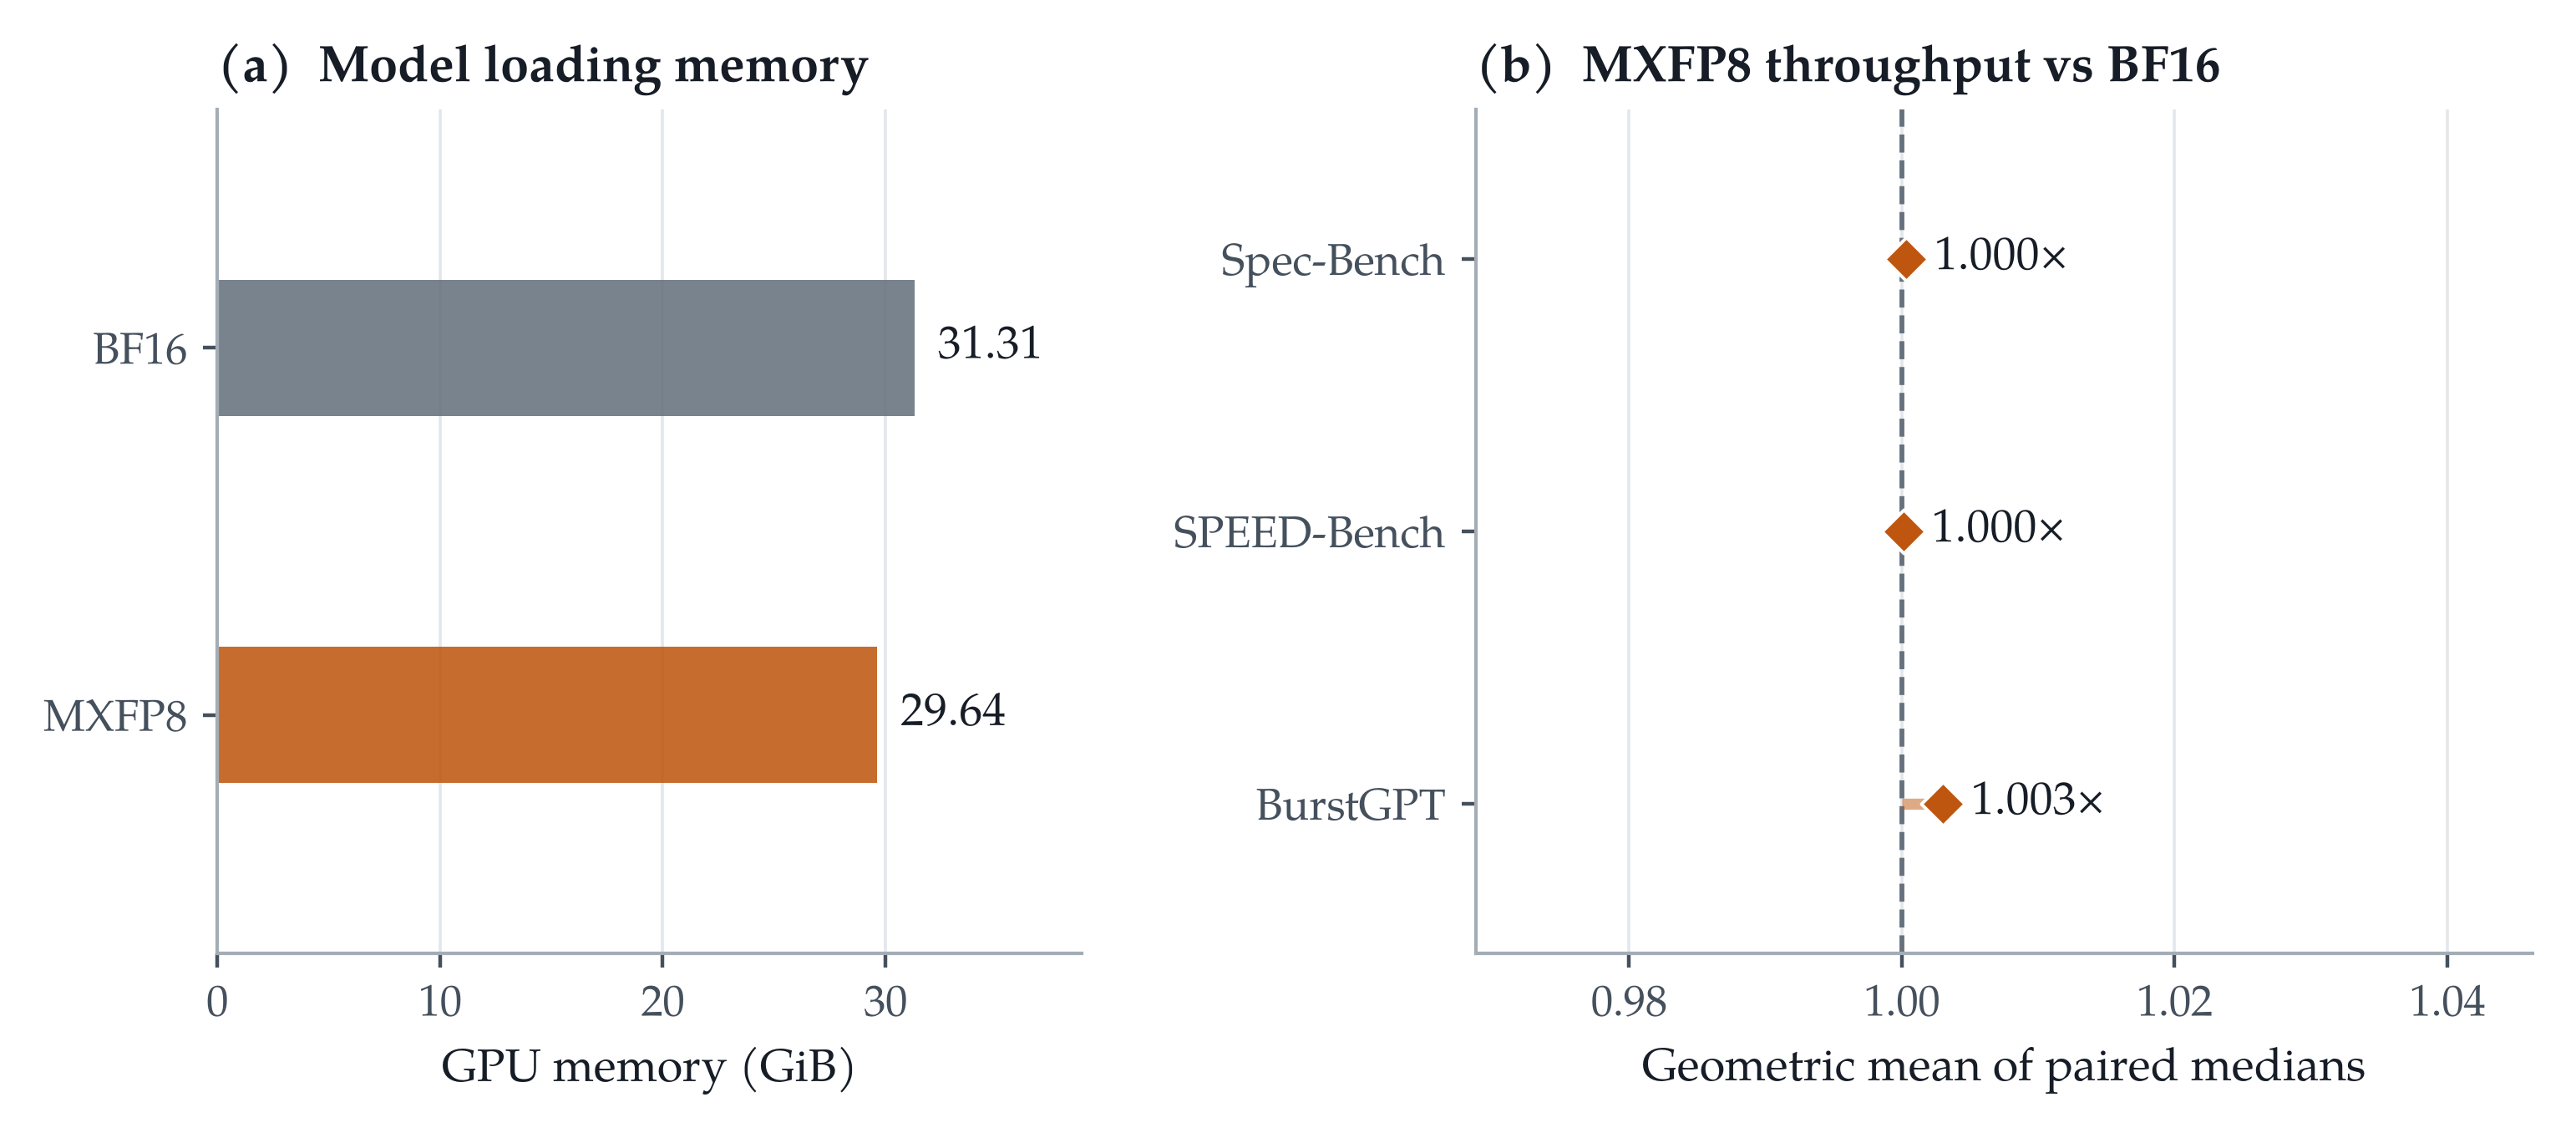 (a) Model loading memory
BF16
31.31
MXFP8
29.64
0 10 20 30
GPU memory (GiB)
(b) MXFP8 throughput vs BF16
Spec-Bench
1.000×
SPEED-Bench
1.000×
BurstGPT
1.003×
0.98 1.00 1.02 1.04
Geometric mean of paired medians